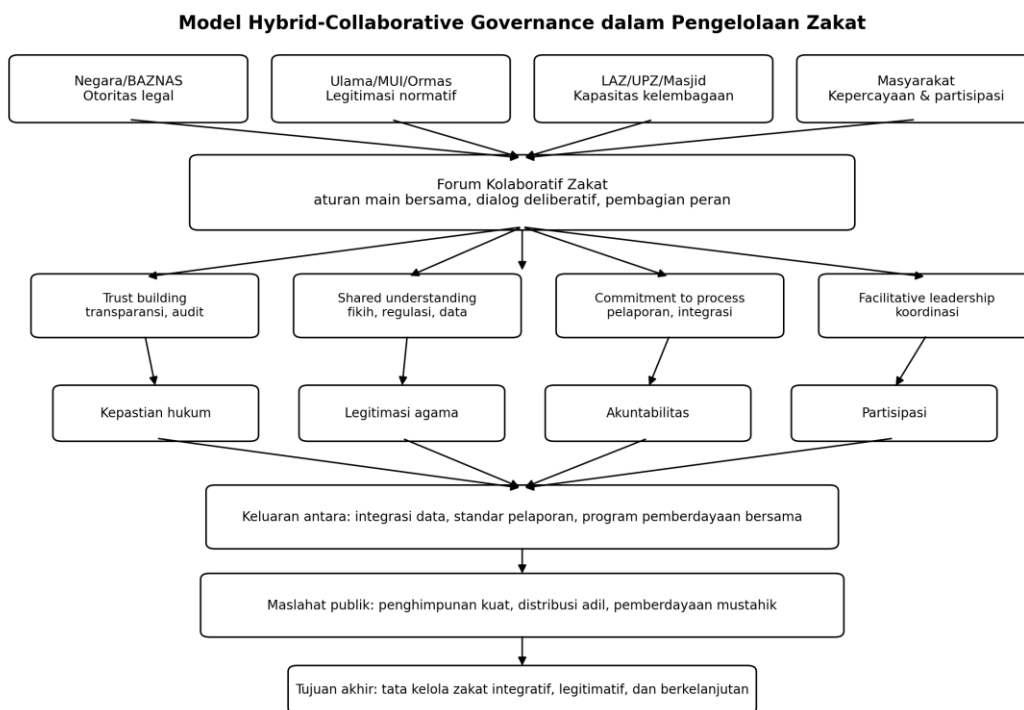 Model Hybrid-Collaborative Governance dalam Pengelolaan Zakat
Negara/BAZNAS
Otoritas legal
Ulama/MUI/Ormas
Legitimasi normatif
LAZ/UPZ/Masjid
Kapasitas kelembagaan
Masyarakat
Kepercayaan & partisipasi
Forum Kolaboratif Zakat
aturan main bersama, dialog deliberatif, pembagian peran
Trust building
transparansi, audit
Shared understanding
fikih, regulasi, data
Commitment to process
pelaporan, integrasi
Facilitative leadership
koordinasi
Kepastian hukum
Legitimasi agama
Akuntabilitas
Partisipasi
Keluaran antara: integrasi data, standar pelaporan, program pemberdayaan bersama
Maslahat publik: penghimpunan kuat, distribusi adil, pemberdayaan mustahik
Tujuan akhir: tata kelola zakat integratif, legitimatif, dan berkelanjutan